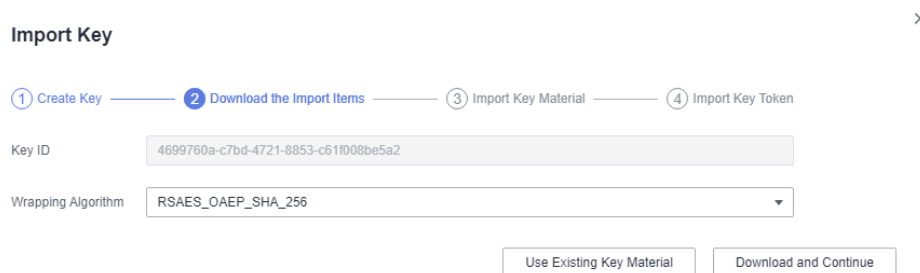 Import Key
1 Create Key 2 Download the Import Items 3 Import Key Material 4 Import Key Token
Key ID 4699760a-c7bd-4721-8853-c61f008be5a2
Wrapping Algorithm RSAES_OAEP_SHA_256
Use Existing Key Material Download and Continue